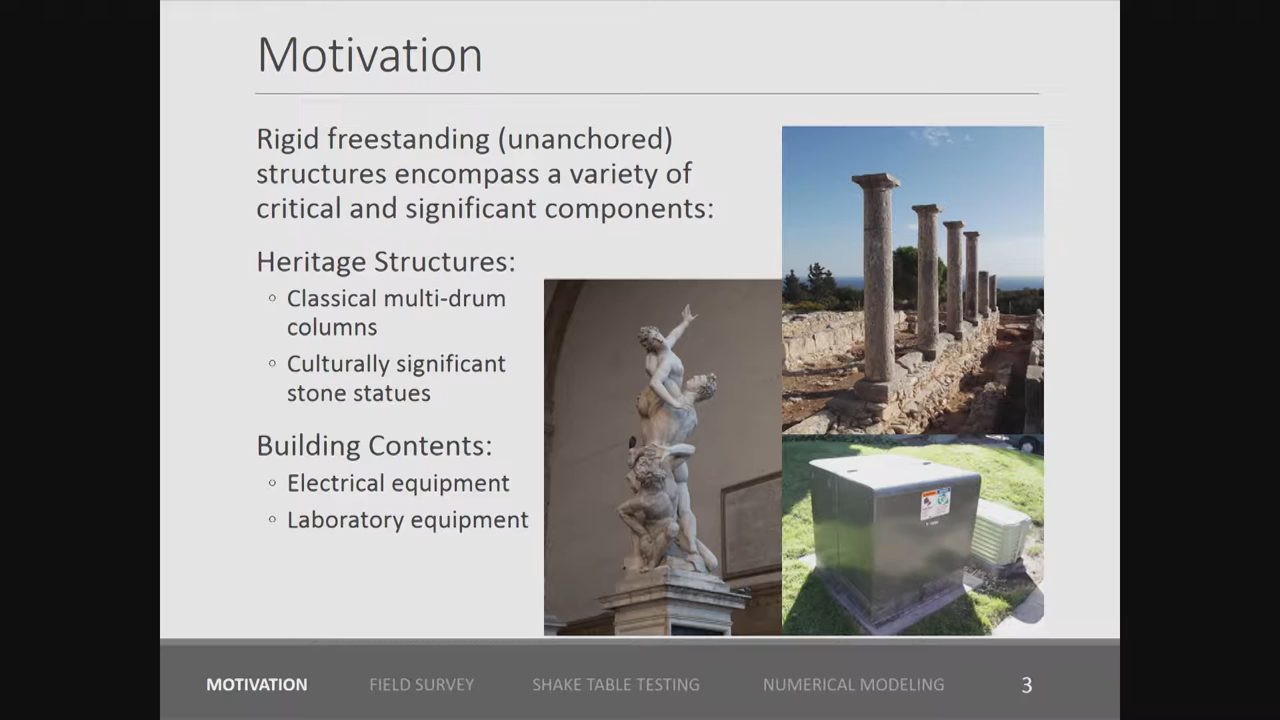 Motivation
Rigid freestanding (unanchored)
structures encompass a variety of
critical and significant components:
Heritage Structures:
◦ Classical multi-drum
columns
◦ Culturally significant
stone statues
Building Contents:
◦ Electrical equipment
◦ Laboratory equipment
MOTIVATION FIELD SURVEY SHAKE TABLE TESTING NUMERICAL MODELING 3